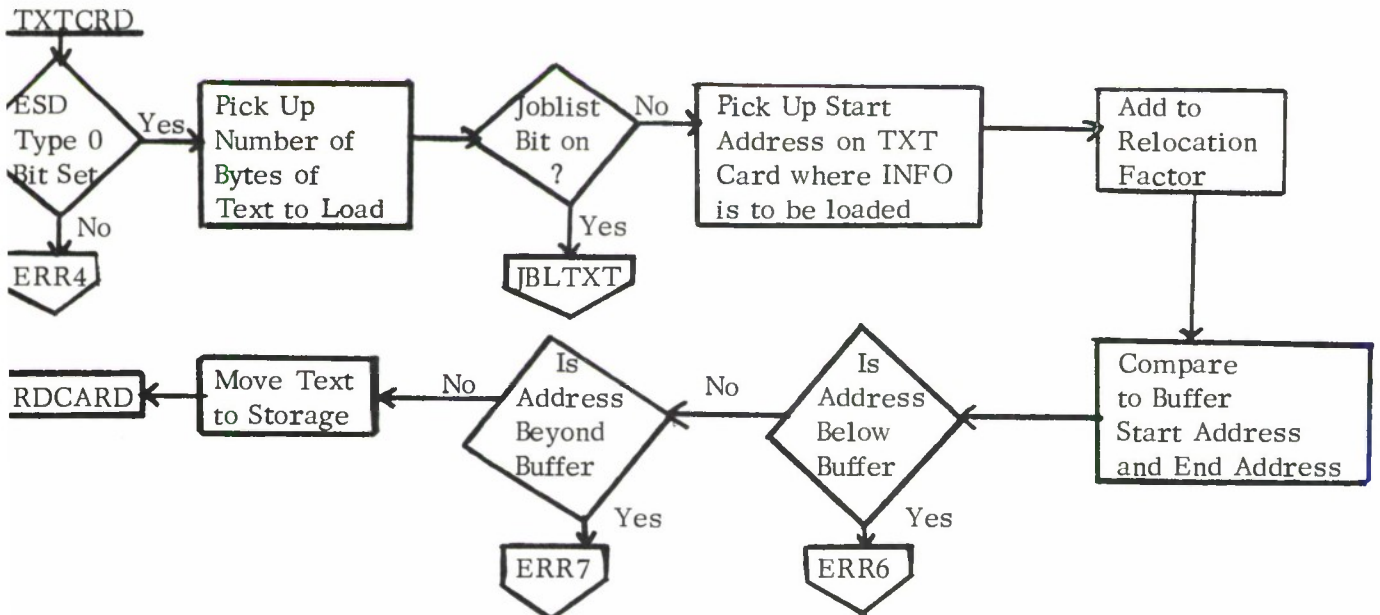 TXTCRD
ESD
Type 0
Bit Set
Yes
No
ERR4
Pick Up
Number of
Bytes of
Text to Load
Joblist
Bit on
?
No
Yes
JBLTXT
Pick Up Start
Address on TXT
Card where INFO
is to be loaded
Add to
Relocation
Factor
Compare
to Buffer
Start Address
and End Address
Is
Address
Below
Buffer
No
Yes
ERR6
Is
Address
Beyond
Buffer
No
Yes
ERR7
Move Text
to Storage
RDCARD